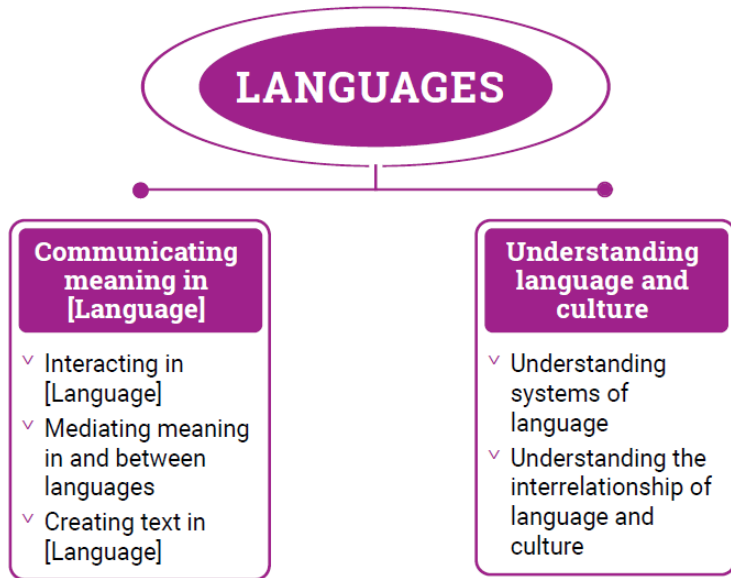 LANGUAGES
Communicating
meaning in
[Language]
Interacting in
[Language]
Mediating meaning
in and between
languages
Creating text in
[Language]
Understanding
language and
culture
Understanding
systems of
language
Understanding the
interrelationship of
language and
culture